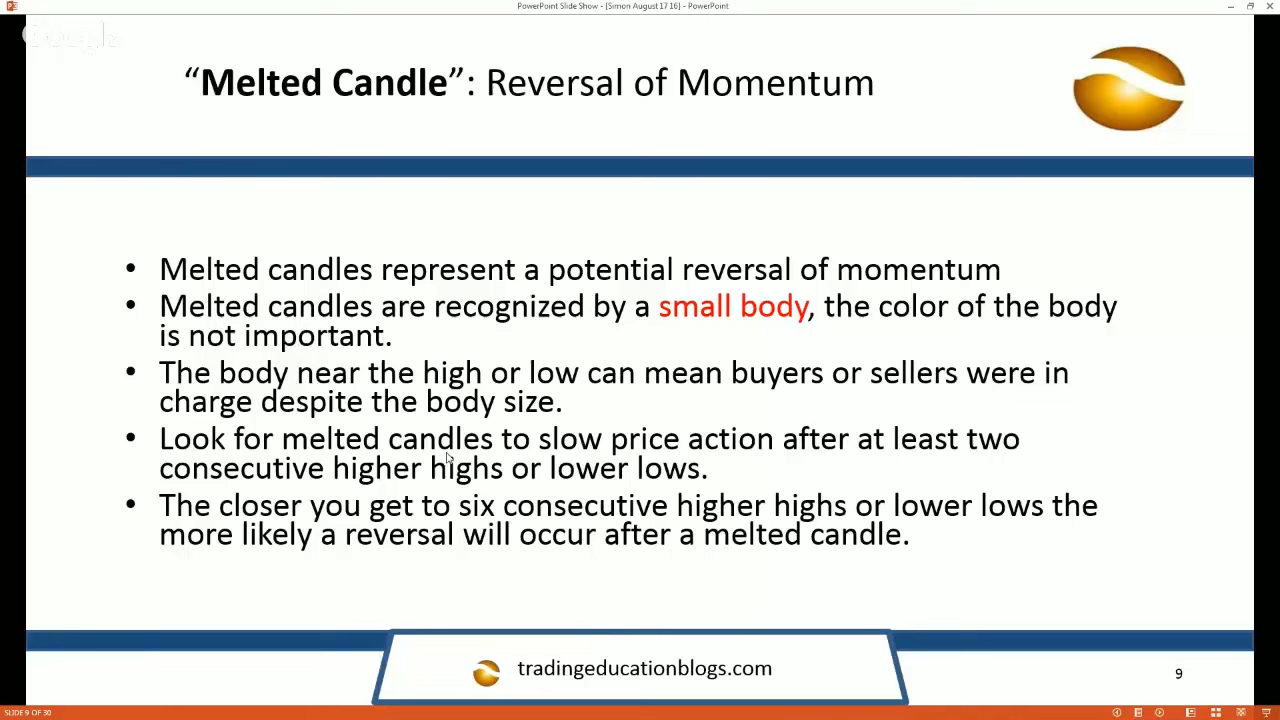 PowerPoint Slide Show - [Simon August 17 16] - PowerPoint
“Melted Candle”: Reversal of Momentum
• Melted candles represent a potential reversal of momentum
• Melted candles are recognized by a small body, the color of the body
is not important.
• The body near the high or low can mean buyers or sellers were in
charge despite the body size.
• Look for melted candles to slow price action after at least two
consecutive higher highs or lower lows.
• The closer you get to six consecutive higher highs or lower lows the
more likely a reversal will occur after a melted candle.
tradingeducationblogs.com
9
SLIDE 9 OF 30